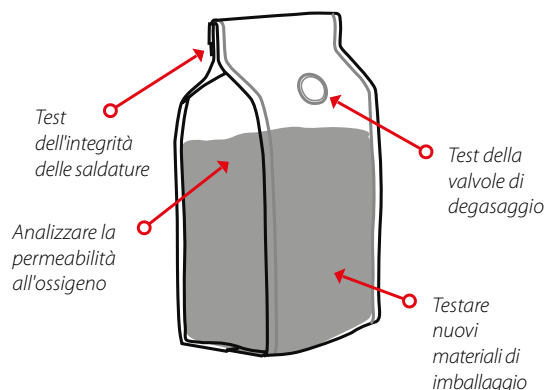 Test
dell'integrità
delle saldature
Analizzare la
permeabilità
all'ossigeno
Test della
valvole di
degasaggio
Testare
nuovi
materiali di
imballaggio